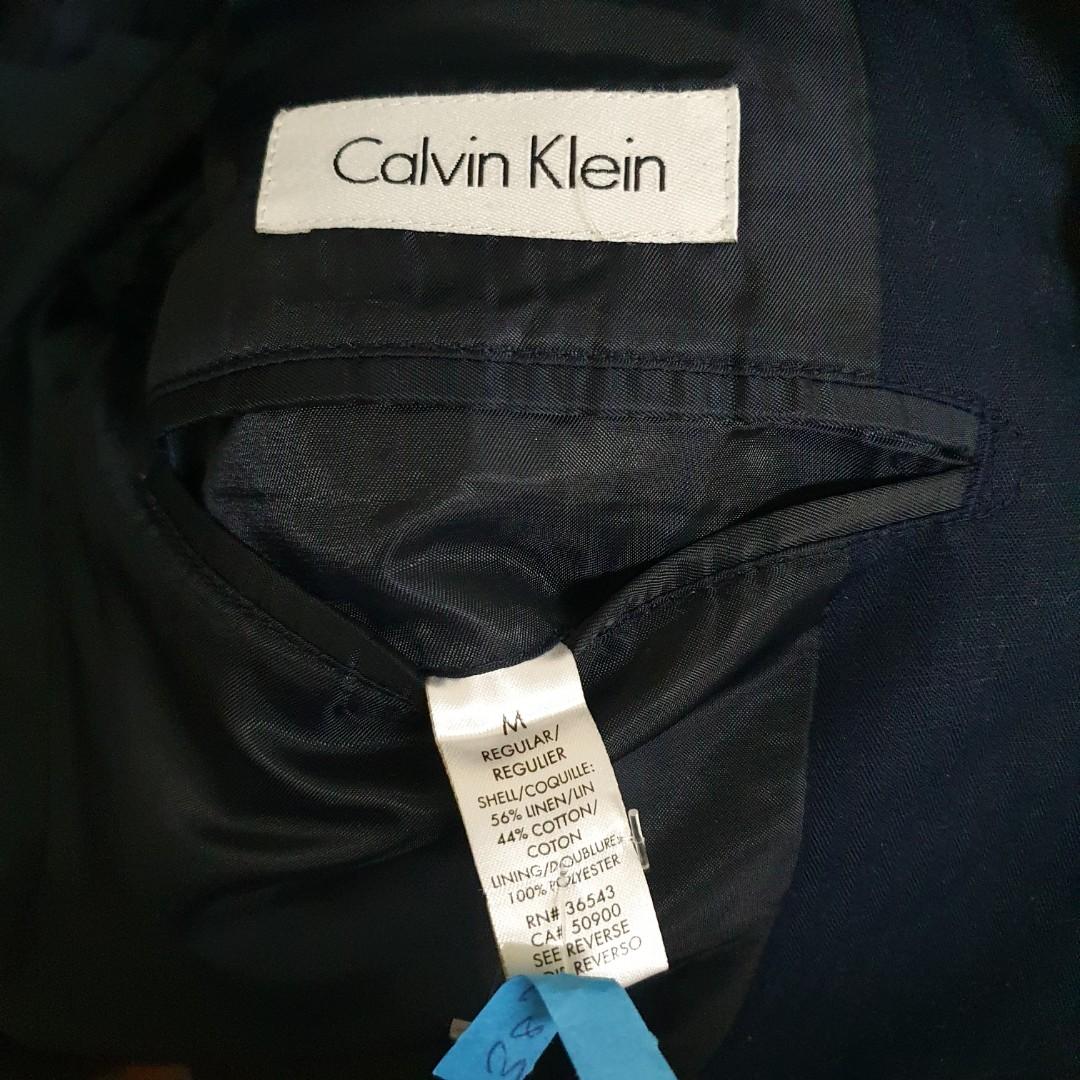 Calvin Klein
M
REGULAR/
REGULIER
SHELL/COQUILLE:
56% LINEN/LIN
44% COTTON/
COTON
LINING/DOUBLURE:
100% POLYESTER
RN# 36543
CA# 50900
SEE REVERSE
REVERSO